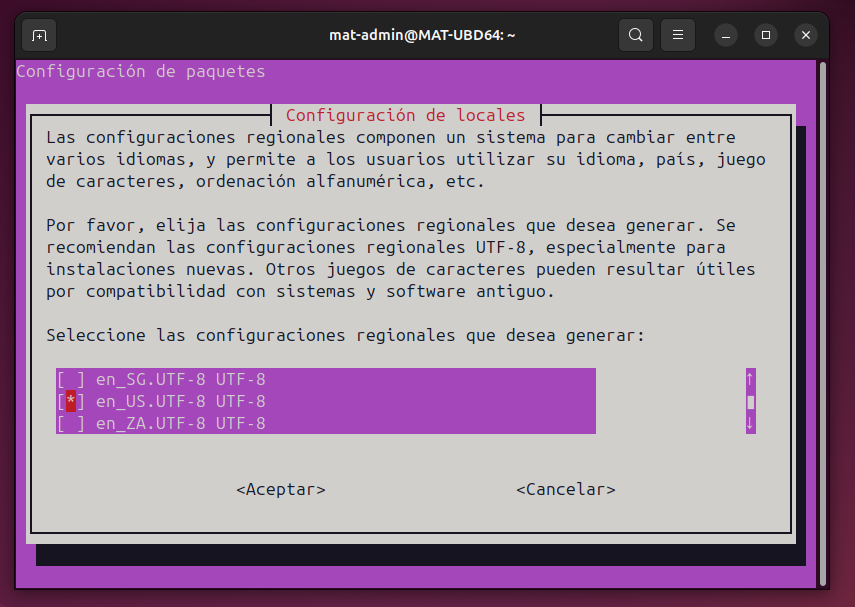 mat-admin@MAT-UBD64: ~
Configuración de paquetes
Configuración de locales
Las configuraciones regionales componen un sistema para cambiar entre
varios idiomas, y permite a los usuarios utilizar su idioma, país, juego
de caracteres, ordenación alfanumérica, etc.
Por favor, elija las configuraciones regionales que desea generar. Se
recomiendan las configuraciones regionales UTF-8, especialmente para
instalaciones nuevas. Otros juegos de caracteres pueden resultar útiles
por compatibilidad con sistemas y software antiguo.
Seleccione las configuraciones regionales que desea generar:
[ ] en_SG.UTF-8 UTF-8 ↑
[*] en_US.UTF-8 UTF-8
[ ] en_ZA.UTF-8 UTF-8 ↓
<Aceptar> <Cancelar>